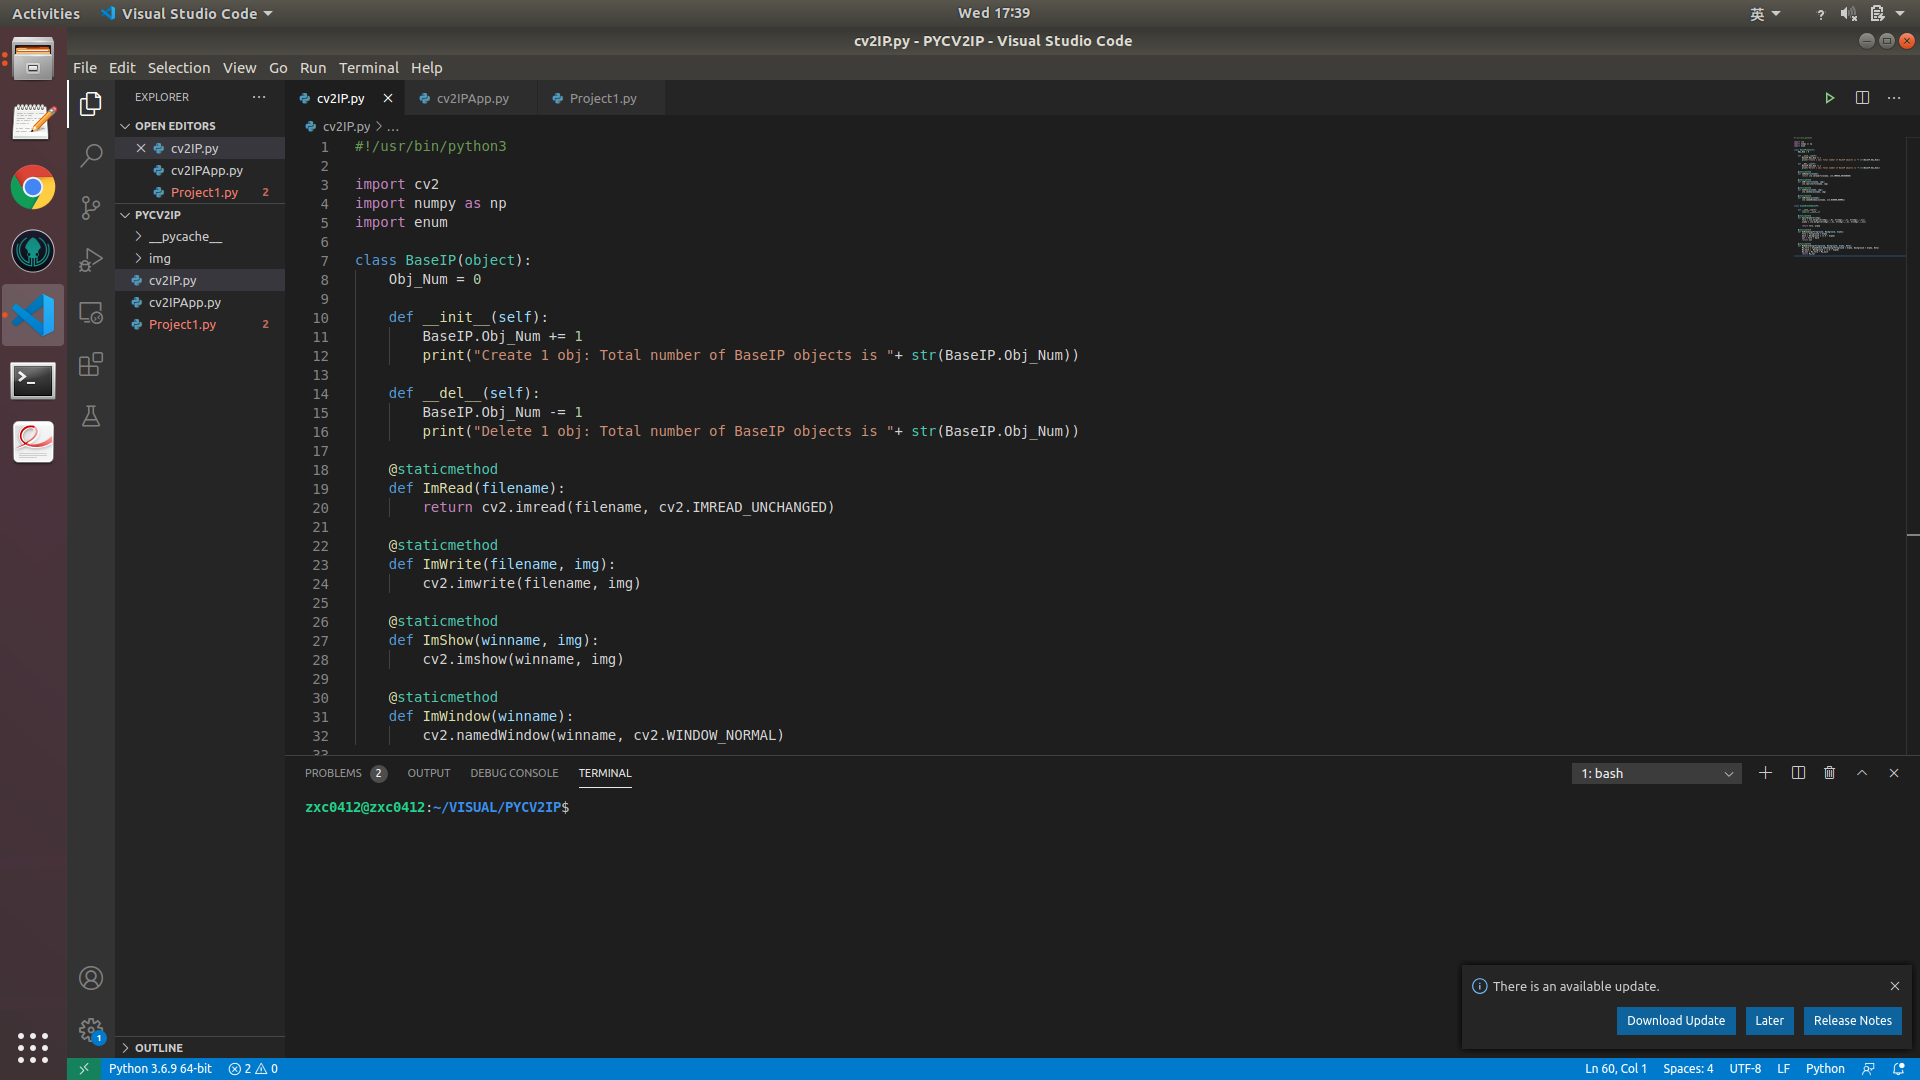 Activities Visual Studio Code Wed 17:39 英 ?
cv2IP.py - PYCV2IP - Visual Studio Code
File Edit Selection View Go Run Terminal Help
EXPLORER ...
OPEN EDITORS
cv2IP.py
cv2IPApp.py
Project1.py 2
PYCV2IP
__pycache__
img
cv2IP.py
cv2IPApp.py
Project1.py 2
OUTLINE
cv2IP.py cv2IPApp.py Project1.py
cv2IP.py > ...
1 #!/usr/bin/python3
2
3 import cv2
4 import numpy as np
5 import enum
6
7 class BaseIP(object):
8 Obj_Num = 0
9
10 def __init__(self):
11 BaseIP.Obj_Num += 1
12 print("Create 1 obj: Total number of BaseIP objects is "+ str(BaseIP.Obj_Num))
13
14 def __del__(self):
15 BaseIP.Obj_Num -= 1
16 print("Delete 1 obj: Total number of BaseIP objects is "+ str(BaseIP.Obj_Num))
17
18 @staticmethod
19 def ImRead(filename):
20 return cv2.imread(filename, cv2.IMREAD_UNCHANGED)
21
22 @staticmethod
23 def ImWrite(filename, img):
24 cv2.imwrite(filename, img)
25
26 @staticmethod
27 def ImShow(winname, img):
28 cv2.imshow(winname, img)
29
30 @staticmethod
31 def ImWindow(winname):
32 cv2.namedWindow(winname, cv2.WINDOW_NORMAL)
33
PROBLEMS 2 OUTPUT DEBUG CONSOLE TERMINAL 1: bash
zxc0412@zxc0412:~/VISUAL/PYCV2IP$
There is an available update.
Download Update Later Release Notes
1
Python 3.6.9 64-bit 2 0 Ln 60, Col 1 Spaces: 4 UTF-8 LF Python